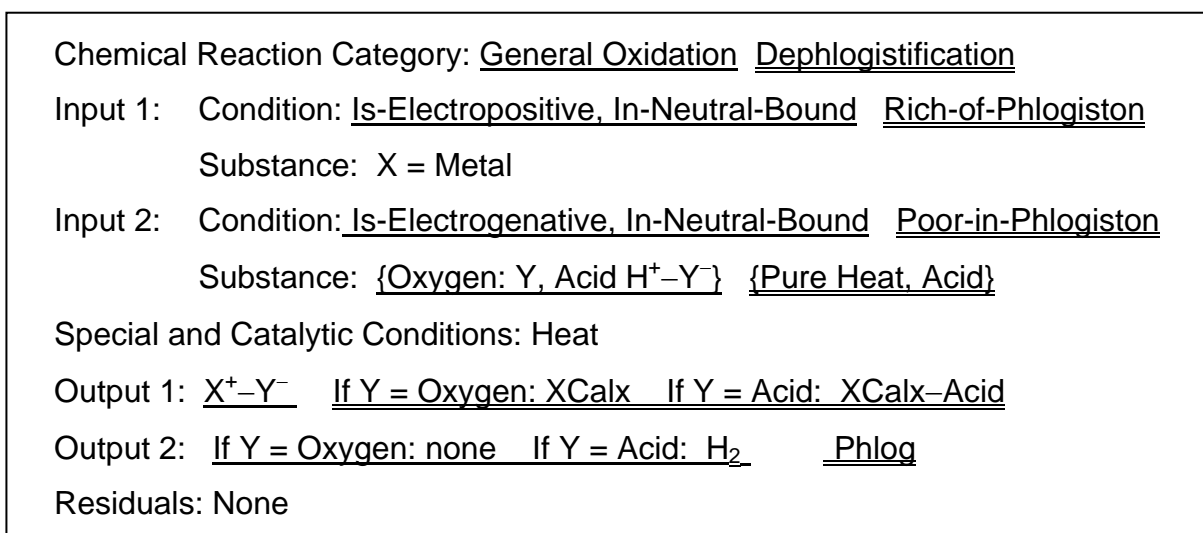 Chemical Reaction Category: General Oxidation Dephlogistification
Input 1: Condition: Is-Electropositive, In-Neutral-Bound Rich-of-Phlogiston
Substance: X = Metal
Input 2: Condition: Is-Electrogenative, In-Neutral-Bound Poor-in-Phlogiston
Substance: {Oxygen: Y, Acid H⁺–Y⁻} {Pure Heat, Acid}
Special and Catalytic Conditions: Heat
Output 1: X⁺–Y⁻ If Y = Oxygen: XCalx If Y = Acid: XCalx–Acid
Output 2: If Y = Oxygen: none If Y = Acid: H₂ Phlog
Residuals: None